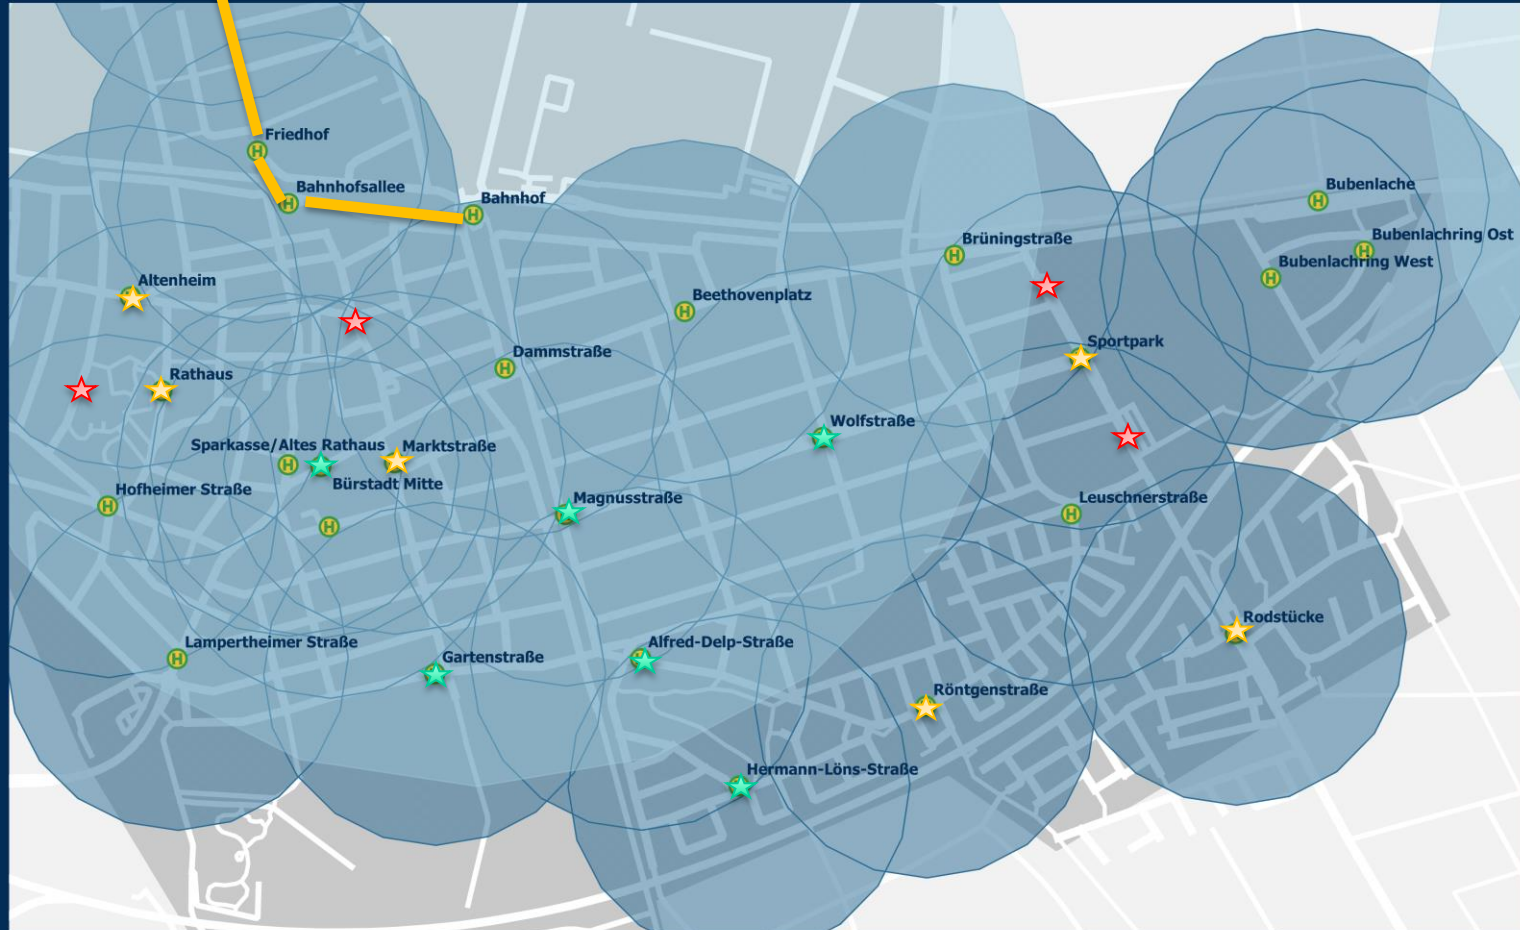 Friedhof
H
Bahnhofsallee
H
Bahnhof
H
Bubenlache
H
Brüningstraße
H
Bubenlachring Ost
H
Bubenlachring West
H
Altenheim
Beethovenplatz
H
Dammstraße
H
Sportpark
Rathaus
Wolfstraße
Sparkasse/Altes Rathaus
H
Marktstraße
Bürstadt Mitte
H
Hofheimer Straße
H
Magnusstraße
Leuschnerstraße
H
Rodstücke
Lampertheimer Straße
H
Gartenstraße
Alfred-Delp-Straße
Röntgenstraße
Hermann-Löns-Straße